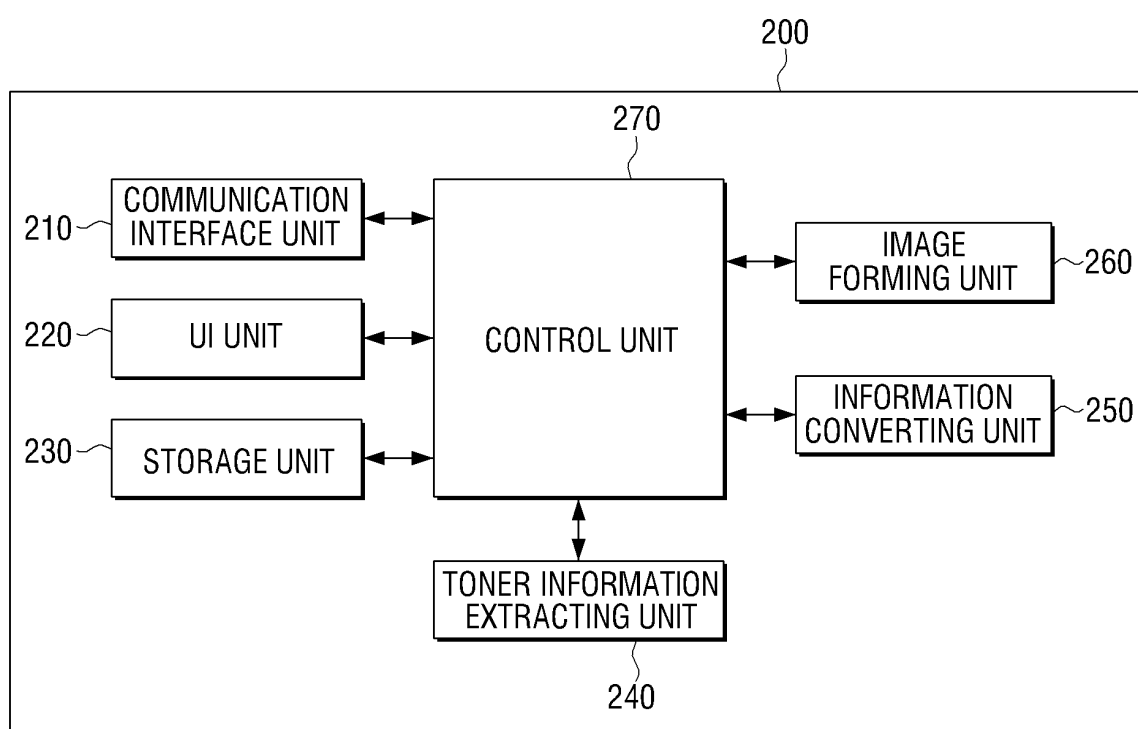 200
270
COMMUNICATION
INTERFACE UNIT
210
UI UNIT
220
STORAGE UNIT
230
CONTROL UNIT
IMAGE
FORMING UNIT
260
INFORMATION
CONVERTING UNIT
250
TONER INFORMATION
EXTRACTING UNIT
240